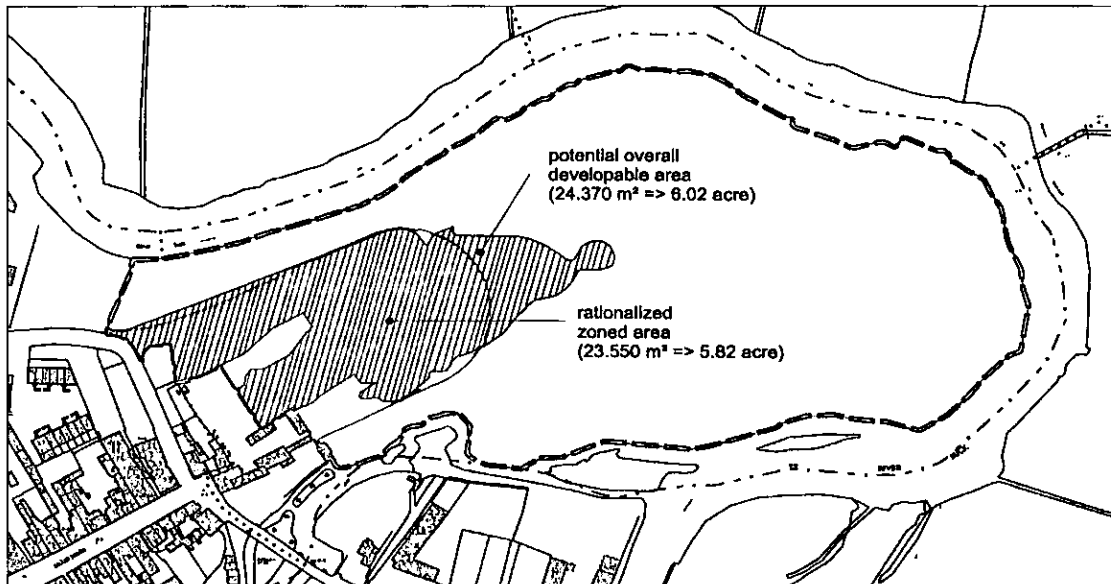 potential overall
developable area
(24.370 m² => 6.02 acre)
rationalized
zoned area
(23.550 m² => 5.82 acre)
RIVER